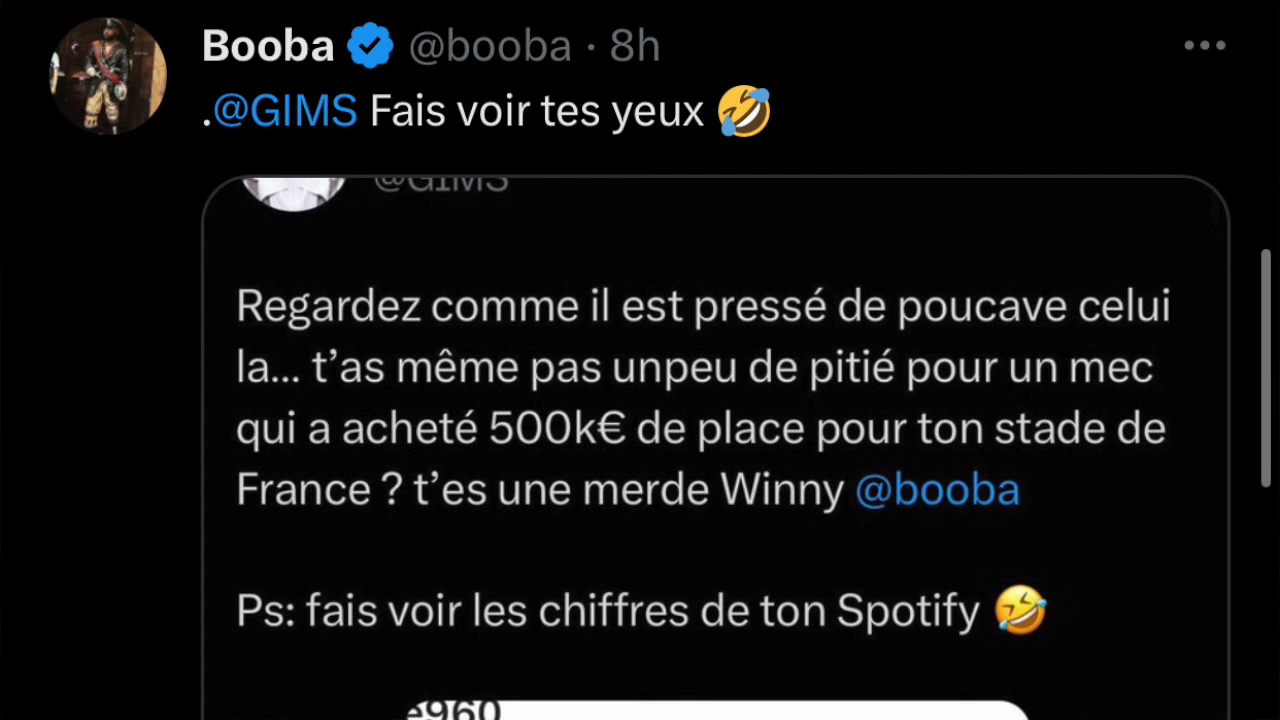 Booba @booba · 8h
.@GIMS Fais voir tes yeux 🤣
@GIMS
Regardez comme il est pressé de poucave celui
la... t’as même pas unpeu de pitié pour un mec
qui a acheté 500k€ de place pour ton stade de
France ? t’es une merde Winny @booba
Ps: fais voir les chiffres de ton Spotify 🤣
e960